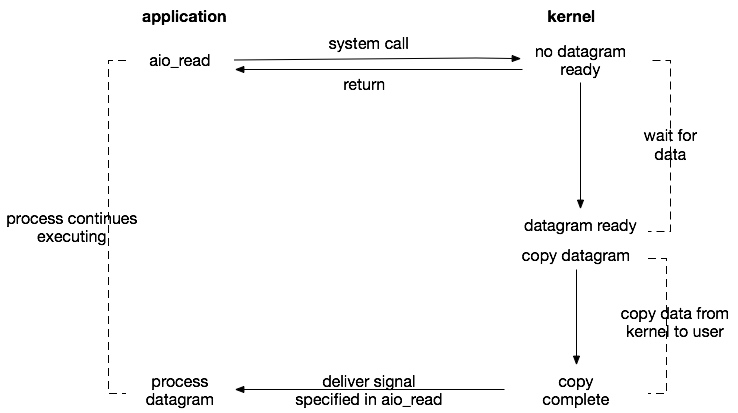 application
kernel
system call
aio_read
no datagram
ready
return
wait for
data
process continues
executing
datagram ready
copy datagram
copy data from
kernel to user
process
datagram
deliver signal
specified in aio_read
copy
complete